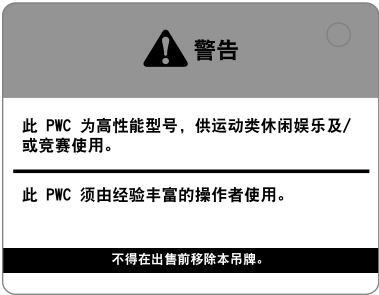 警告
此 PWC 为高性能型号，供运动类休闲娱乐及/
或竞赛使用。
此 PWC 须由经验丰富的操作者使用。
不得在出售前移除本吊牌。